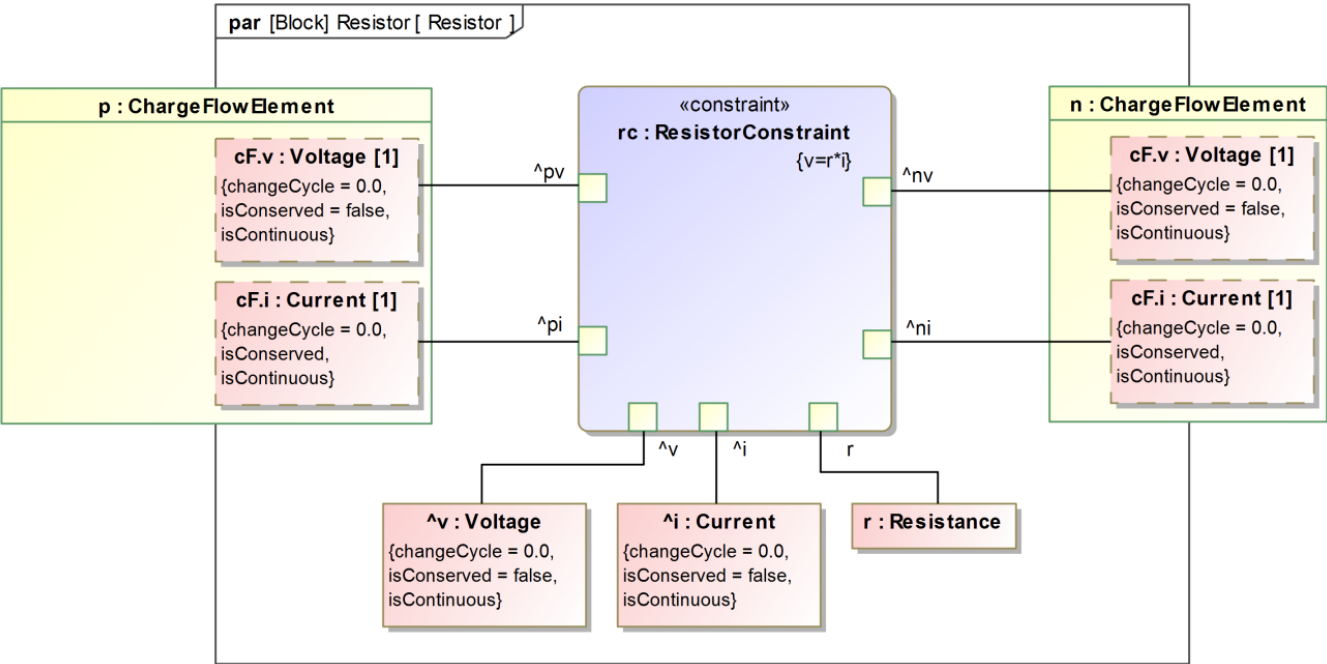 par [Block] Resistor [ Resistor ]
p : ChargeFlowElement
cF.v : Voltage [1]
{changeCycle = 0.0,
isConserved = false,
isContinuous}
cF.i : Current [1]
{changeCycle = 0.0,
isConserved,
isContinuous}
^pv
^pi
«constraint»
rc : ResistorConstraint
{v=r*i}
^nv
^ni
n : ChargeFlowElement
cF.v : Voltage [1]
{changeCycle = 0.0,
isConserved = false,
isContinuous}
cF.i : Current [1]
{changeCycle = 0.0,
isConserved,
isContinuous}
^v
^i
r
^v : Voltage
{changeCycle = 0.0,
isConserved = false,
isContinuous}
^i : Current
{changeCycle = 0.0,
isConserved = false,
isContinuous}
r : Resistance